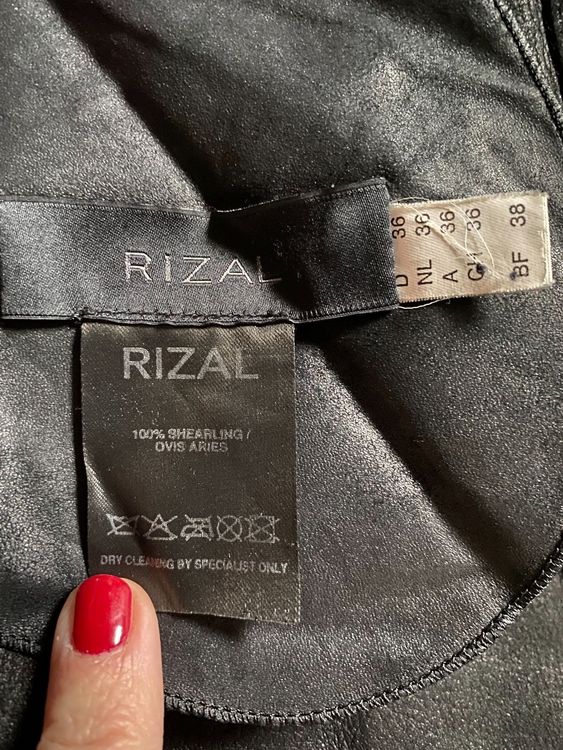 RIZAL
D 36
NL 36
A 36
CH 36
BF 38
RIZAL
100% SHEARLING /
OVIS ARIES
DRY CLEANING BY SPECIALIST ONLY